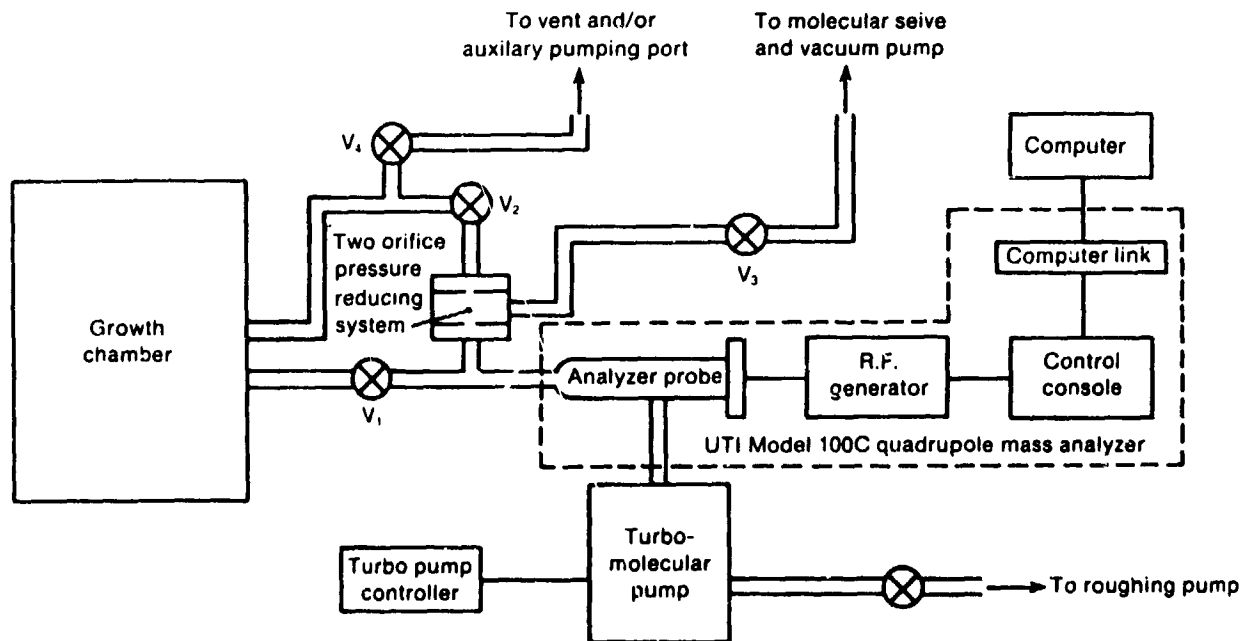 To vent and/or
auxilary pumping port
To molecular seive
and vacuum pump
V₄
Computer
V₂
Two orifice
pressure
reducing
system
V₃
Computer link
Growth
chamber
Analyzer probe
R.F.
generator
Control
console
V₁
UTI Model 100C quadrupole mass analyzer
Turbo-
molecular
pump
Turbo pump
controller
To roughing pump